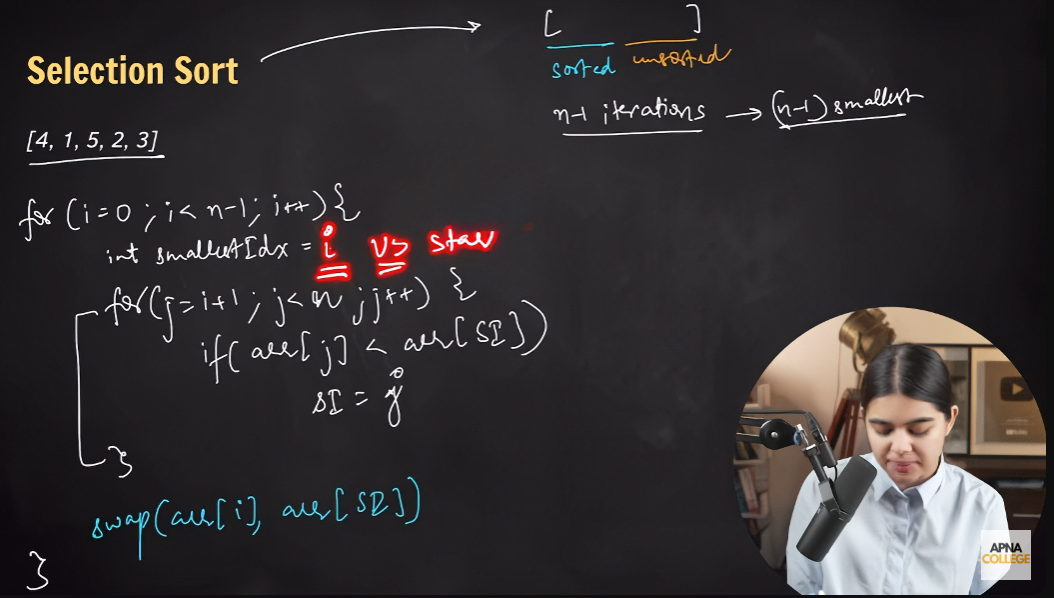 Selection Sort
[ ]
sorted unsorted
n-1 iterations → (n-1) smallest
[4, 1, 5, 2, 3]
for (i=0 ; i< n-1; i++) {
int smallestIdx = i vs star
for(j=i+1 ; j<n ; j++) {
if( arr[j] < arr[SI])
SI = j
}
swap(arr[i], arr[SI])
}
APNA
COLLEGE